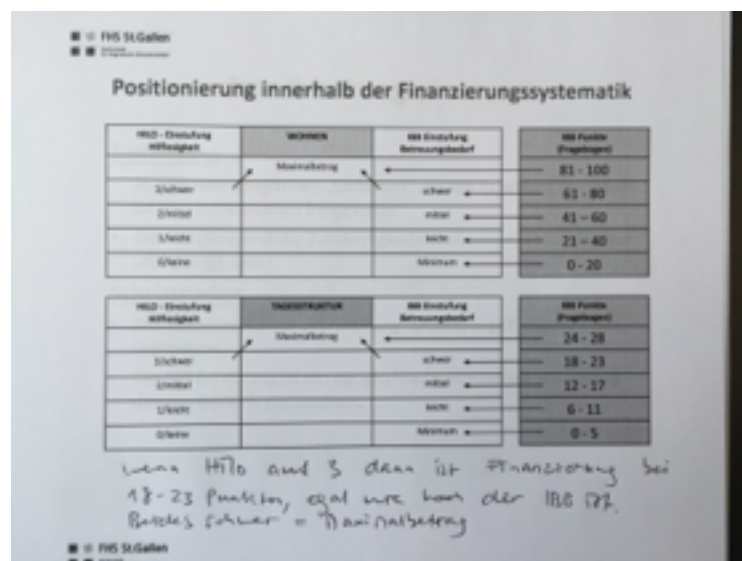 FHS St.Gallen
Positionierung innerhalb der Finanzierungssystematik
HILO - Einstufung Hilflosigkeit WOHNEN IBB Einstufung Betreuungsbedarf IBB Punkte (Fragebogen)
Maximalbetrag 81 - 100
3/schwer schwer 61 - 80
2/mittel mittel 41 - 60
1/leicht leicht 21 - 40
0/keine Minimum 0 - 20
HILO - Einstufung Hilflosigkeit TAGESSTRUKTUR IBB Einstufung Betreuungsbedarf IBB Punkte (Fragebogen)
Maximalbetrag 24 - 28
3/schwer schwer 18 - 23
2/mittel mittel 12 - 17
1/leicht leicht 6 - 11
0/keine Minimum 0 - 5
wenn Hilo auf 3 dann ist Finanzierung bei
18-23 Punkten, egal wie hoch der IBB ist.
Beides schwer = Maximalbetrag
FHS St.Gallen